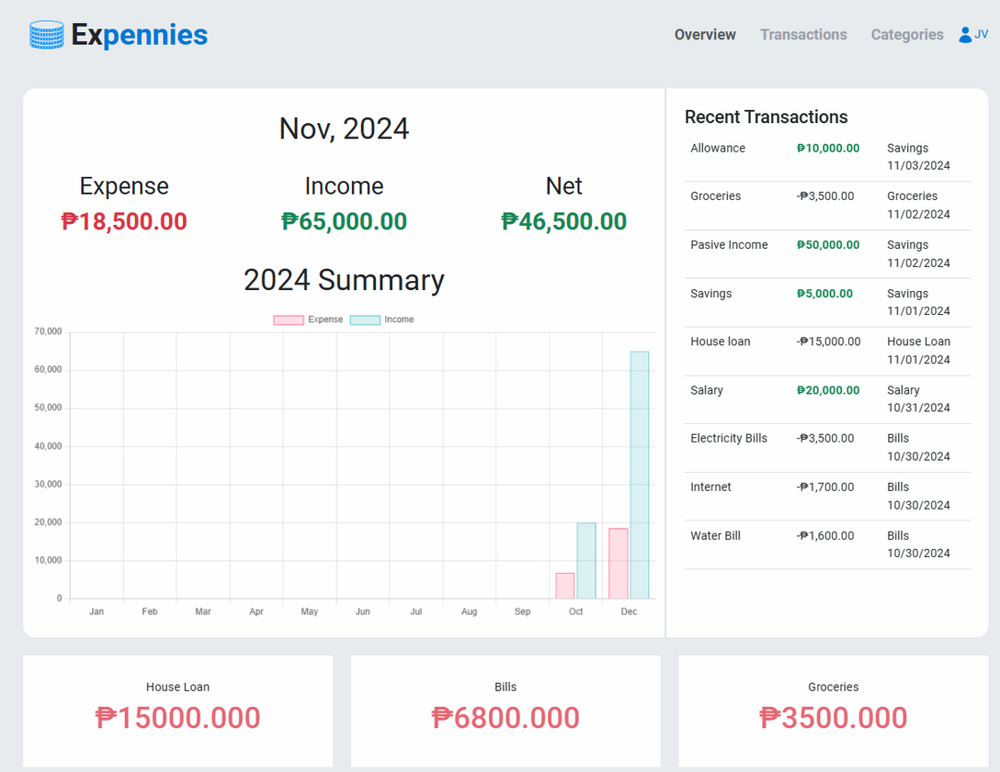 Expennies
Overview Transactions Categories JV
Nov, 2024
Expense Income Net
₱18,500.00 ₱65,000.00 ₱46,500.00
2024 Summary
Expense Income
70,000
60,000
50,000
40,000
30,000
20,000
10,000
0
Jan Feb Mar Apr May Jun Jul Aug Sep Oct Dec
Recent Transactions
Allowance ₱10,000.00 Savings
11/03/2024
Groceries -₱3,500.00 Groceries
11/02/2024
Pasive Income ₱50,000.00 Savings
11/02/2024
Savings ₱5,000.00 Savings
11/01/2024
House loan -₱15,000.00 House Loan
11/01/2024
Salary ₱20,000.00 Salary
10/31/2024
Electricity Bills -₱3,500.00 Bills
10/30/2024
Internet -₱1,700.00 Bills
10/30/2024
Water Bill -₱1,600.00 Bills
10/30/2024
House Loan
₱15000.000
Bills
₱6800.000
Groceries
₱3500.000